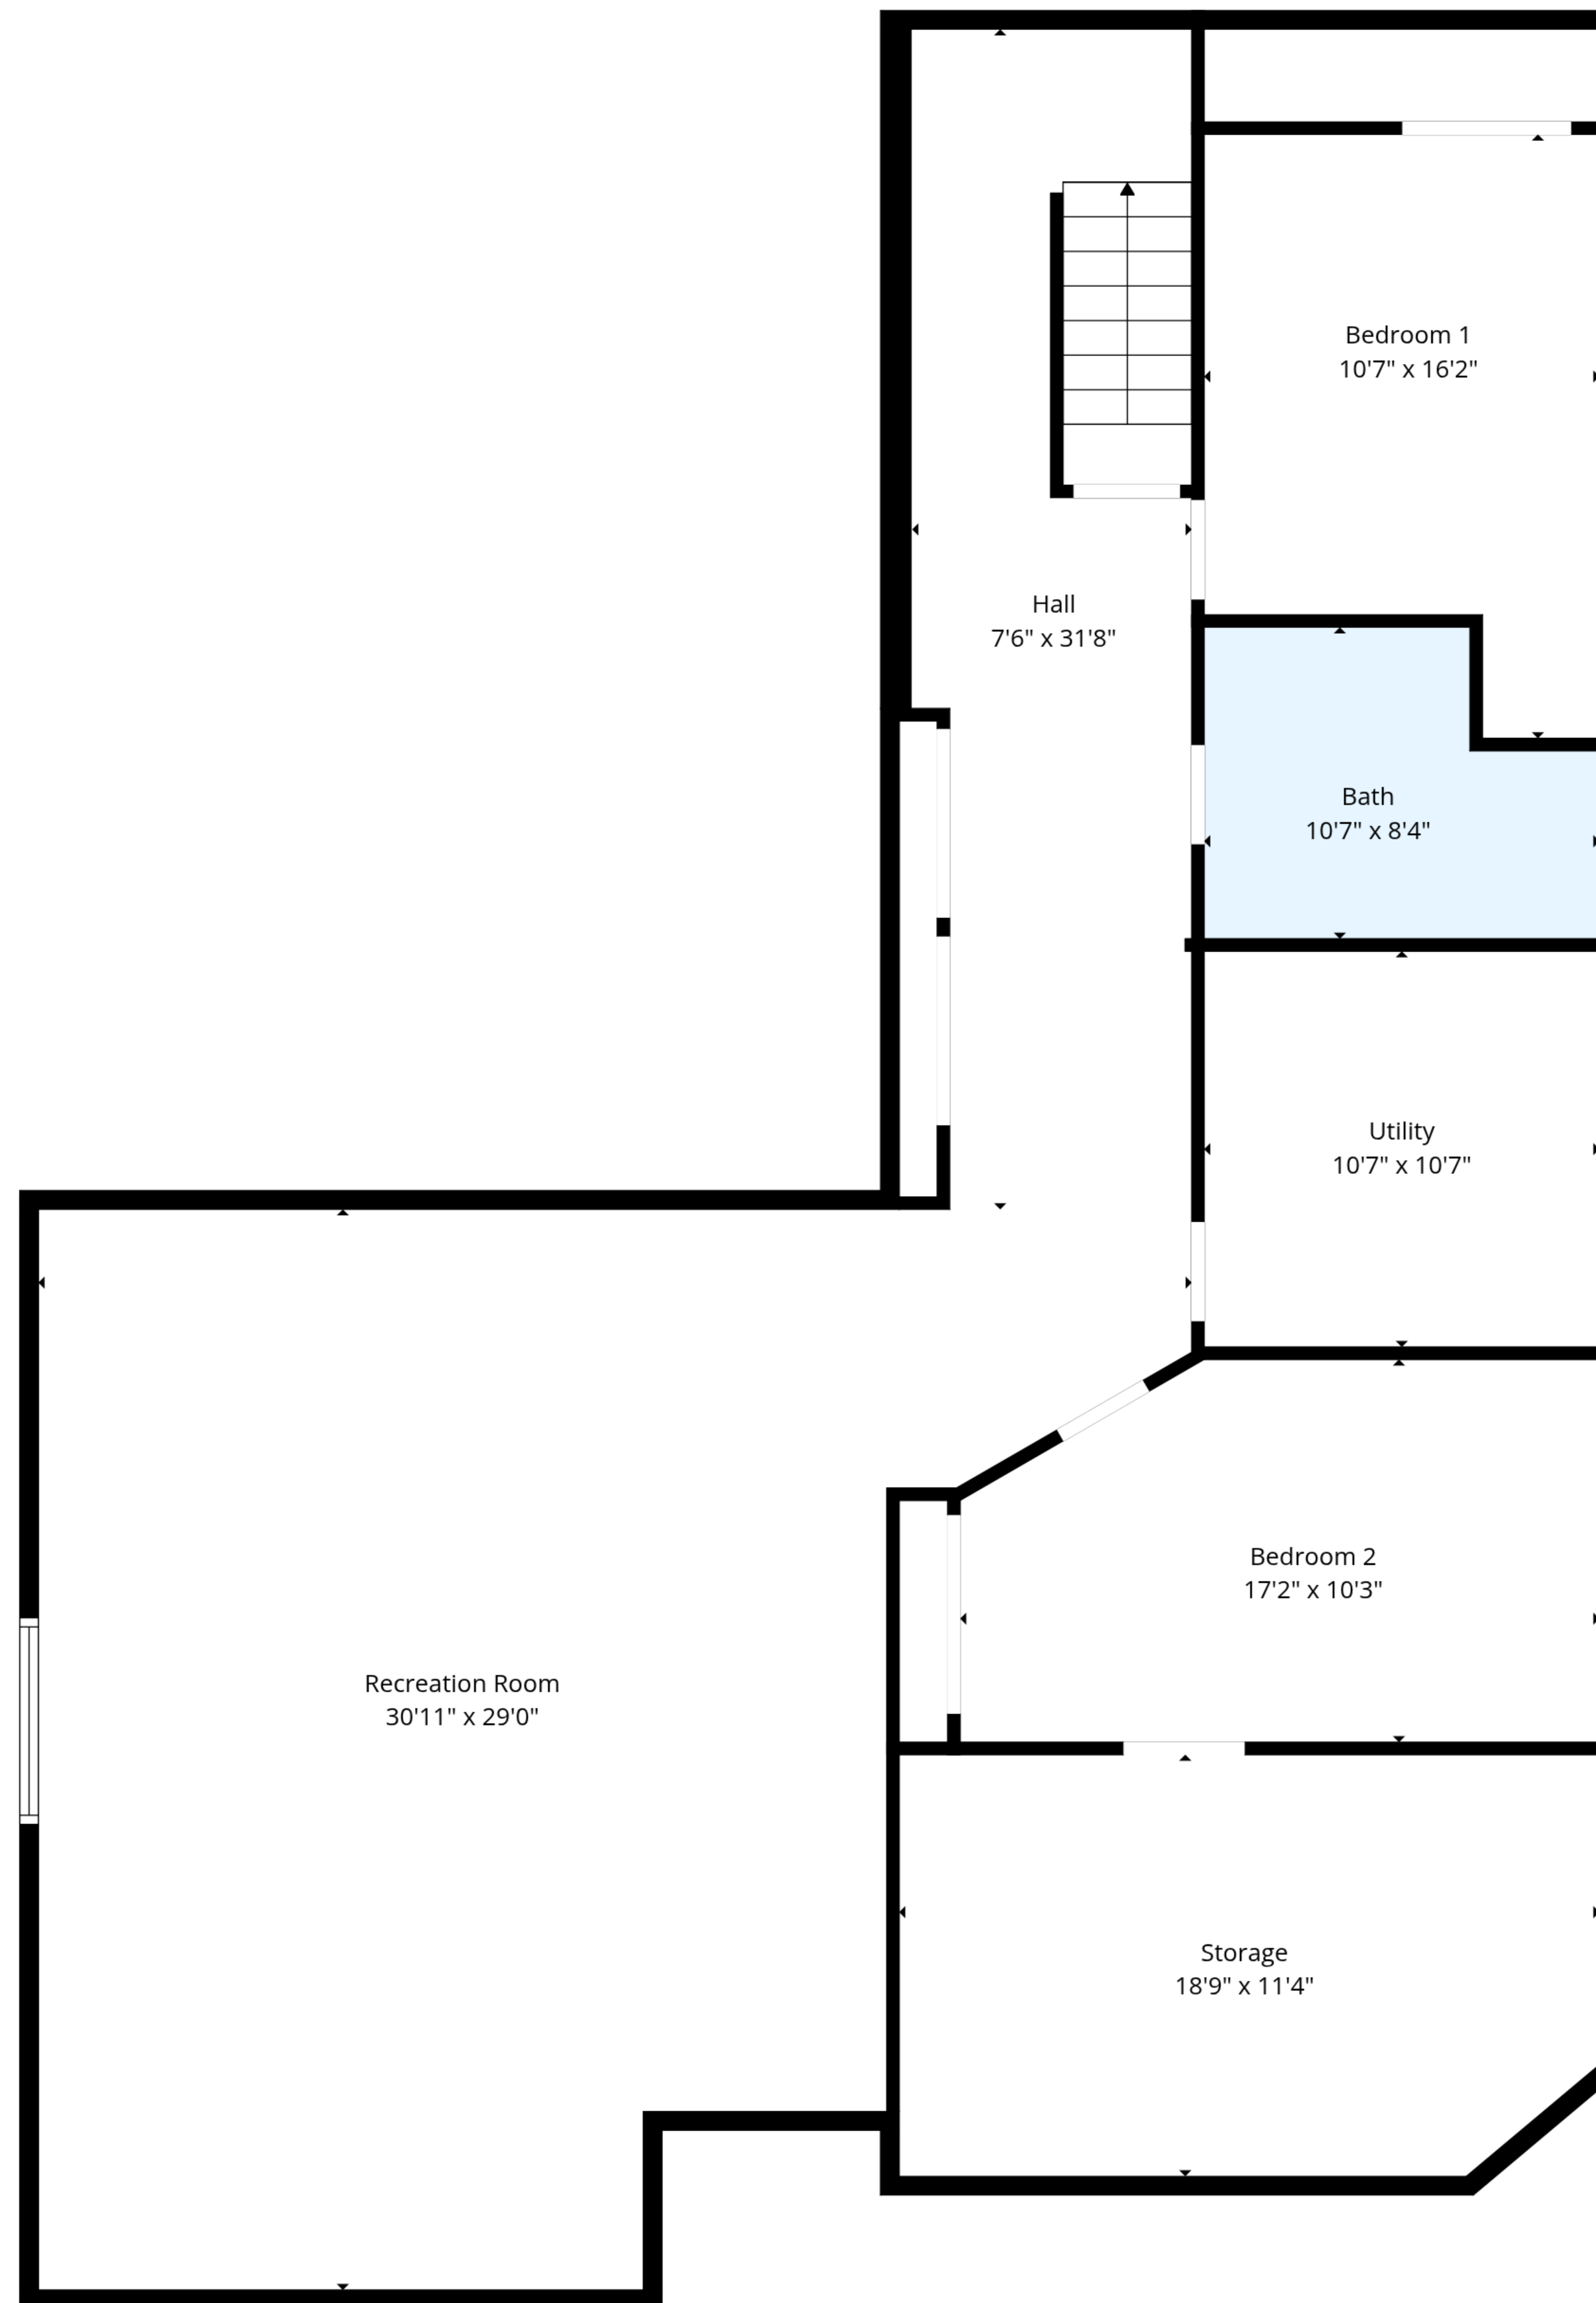 Bedroom 1
10'7" x 16'2"
Hall
7'6" x 31'8"
Bath
10'7" x 8'4"
Utility
10'7" x 10'7"
Bedroom 2
17'2" x 10'3"
Recreation Room
30'11" x 29'0"
Storage
18'9" x 11'4"